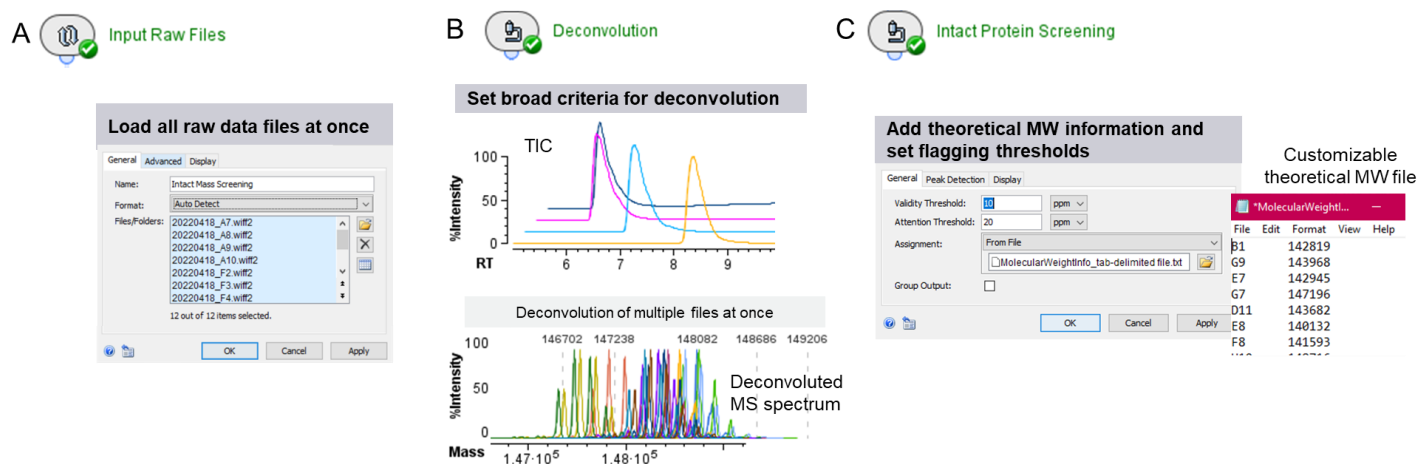 A
Input Raw Files
Load all raw data files at once
General Advanced Display
Name: Intact Mass Screening
Format: Auto Detect
Files/Folders: 20220418_A7.wiff2
20220418_A8.wiff2
20220418_A9.wiff2
20220418_A10.wiff2
20220418_F2.wiff2
20220418_F3.wiff2
20220418_F4.wiff2
12 out of 12 items selected.
OK Cancel Apply
B
Deconvolution
Set broad criteria for deconvolution
TIC
%Intensity
100
50
0
RT 6 7 8 9
Deconvolution of multiple files at once
146702 147238 148082 148686 149206
%Intensity
100
50
0
Deconvoluted
MS spectrum
Mass 1.47·10⁵ 1.48·10⁵
C
Intact Protein Screening
Add theoretical MW information and
set flagging thresholds
General Peak Detection Display
Validity Threshold: 10 ppm
Attention Threshold: 20 ppm
Assignment: From File
MolecularWeightInfo_tab-delimited file.txt
Group Output:
OK Cancel Apply
Customizable
theoretical MW file
*MolecularWeightI...
File Edit Format View Help
B1 142819
G9 143968
E7 142945
G7 147196
D11 143682
E8 140132
F8 141593